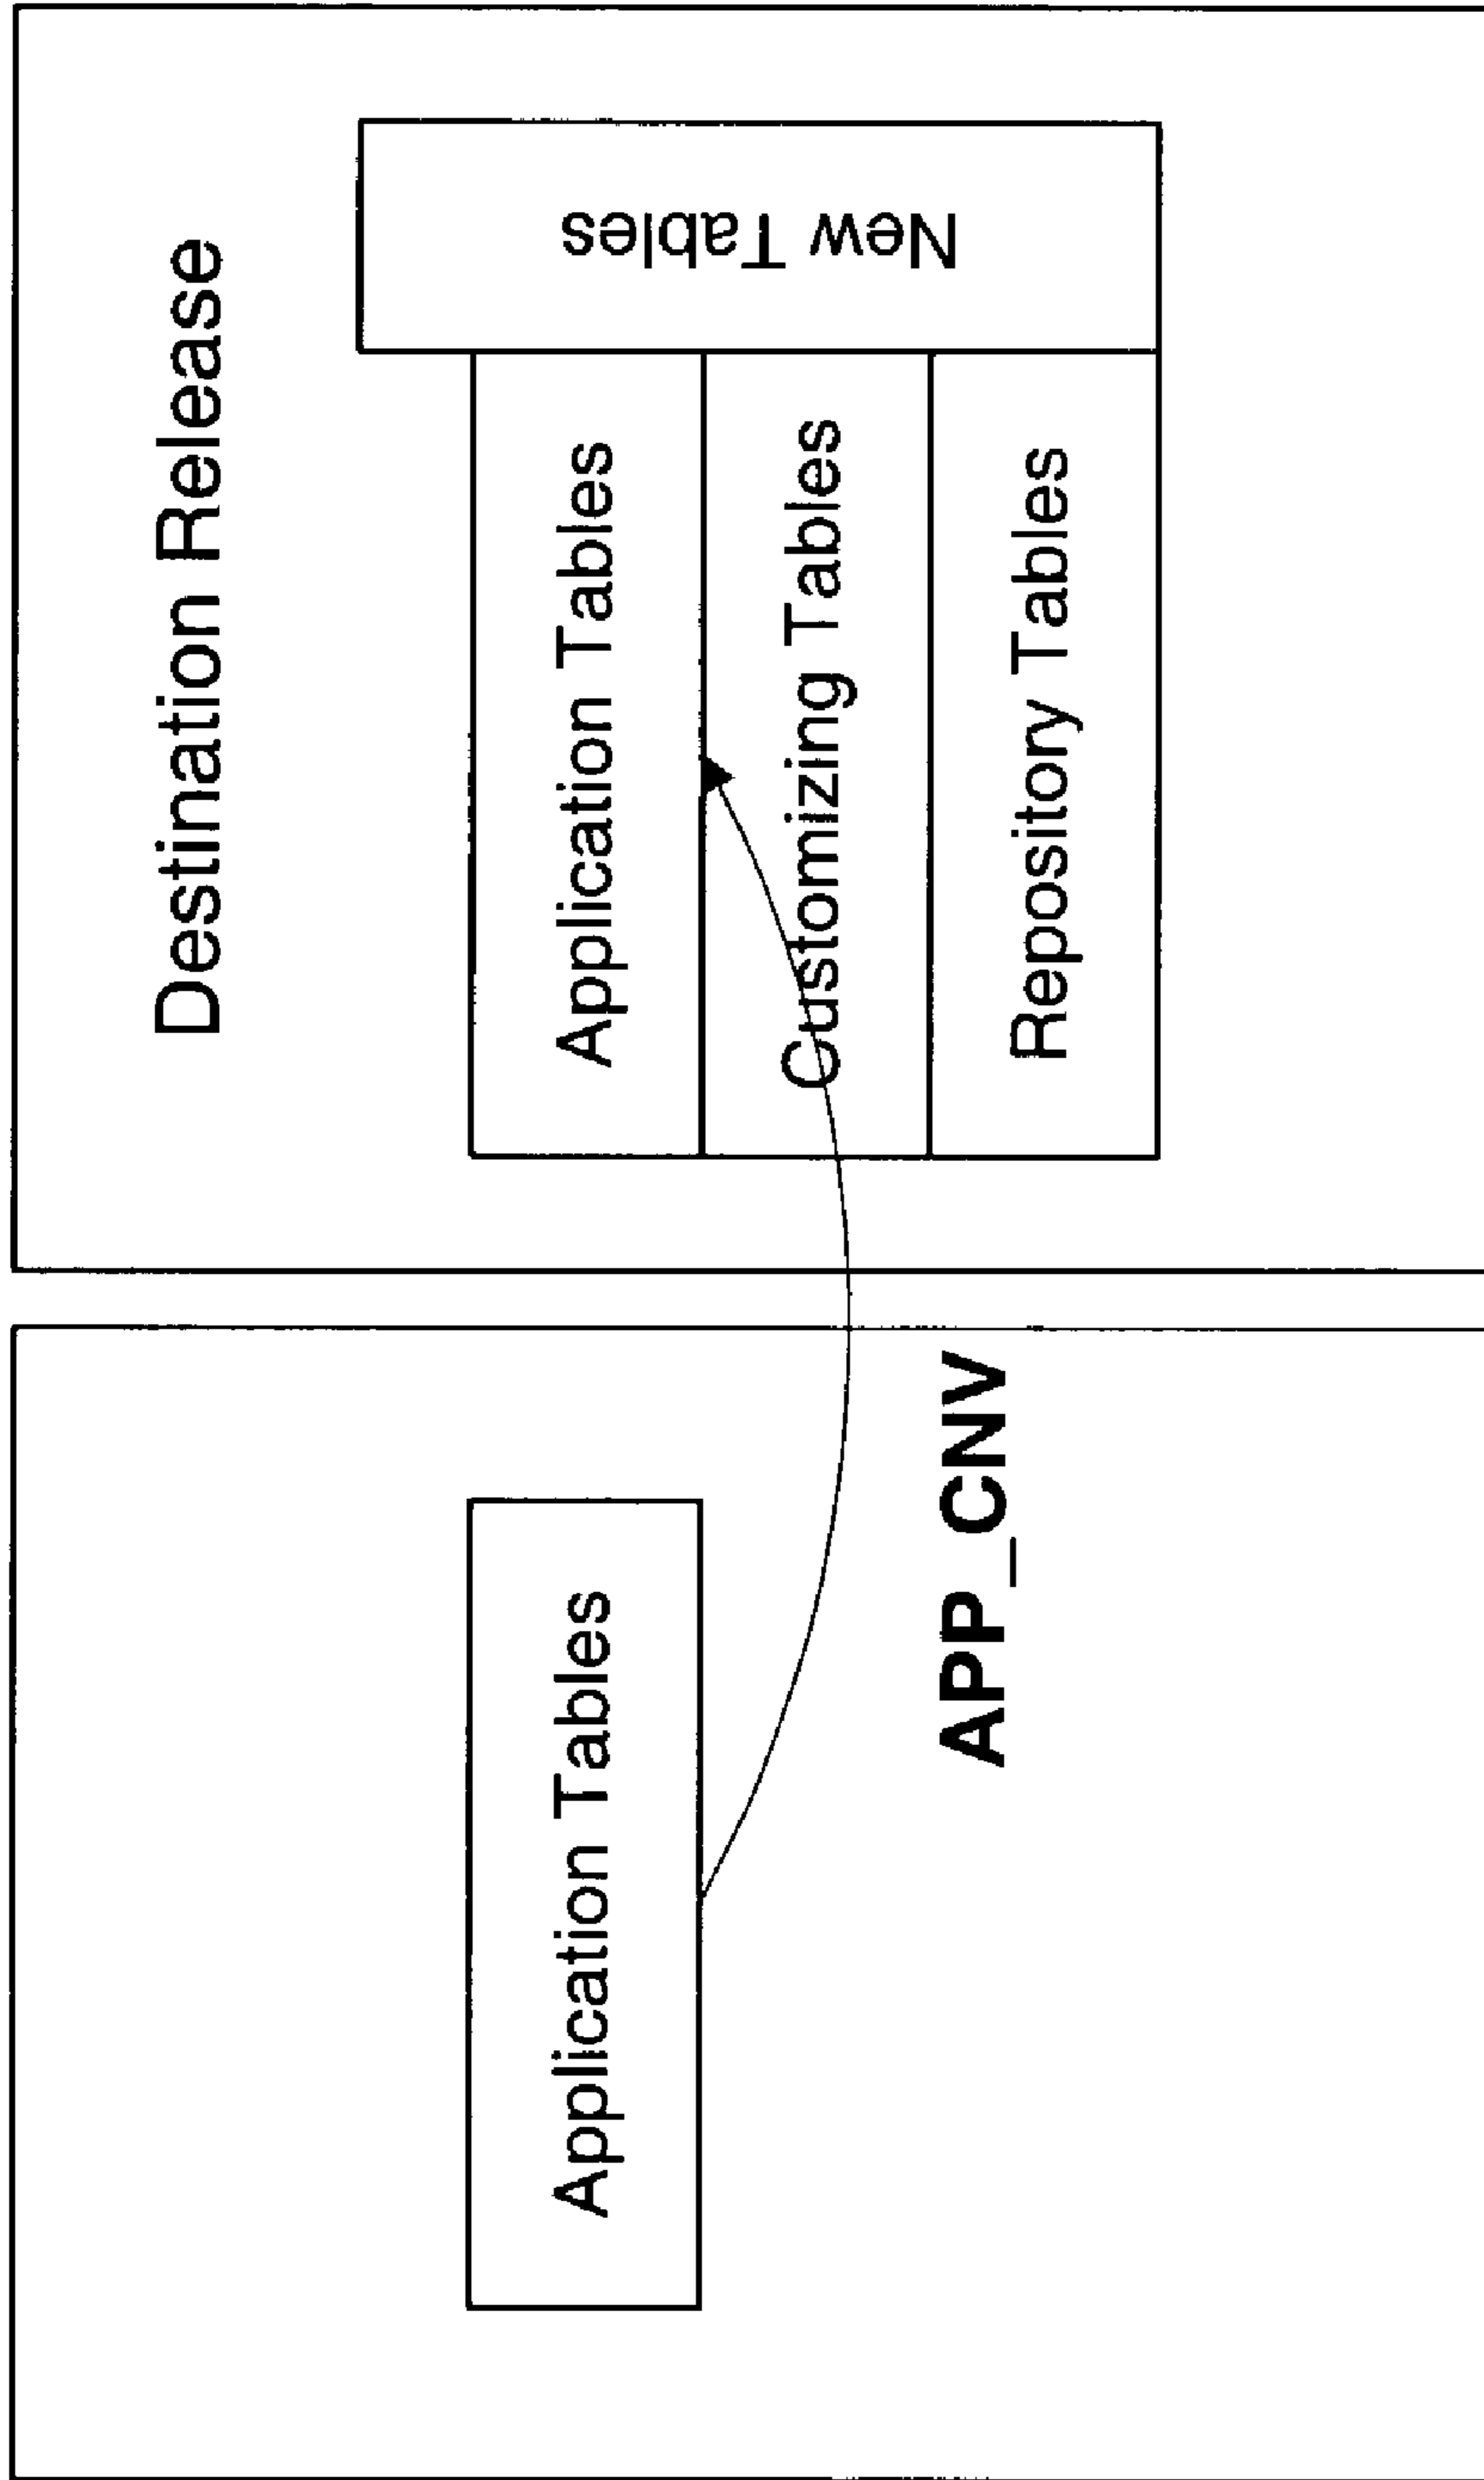 Destination Release
Application Tables
Application Tables
Customizing Tables
Repository Tables
New Tables
APP_CNV